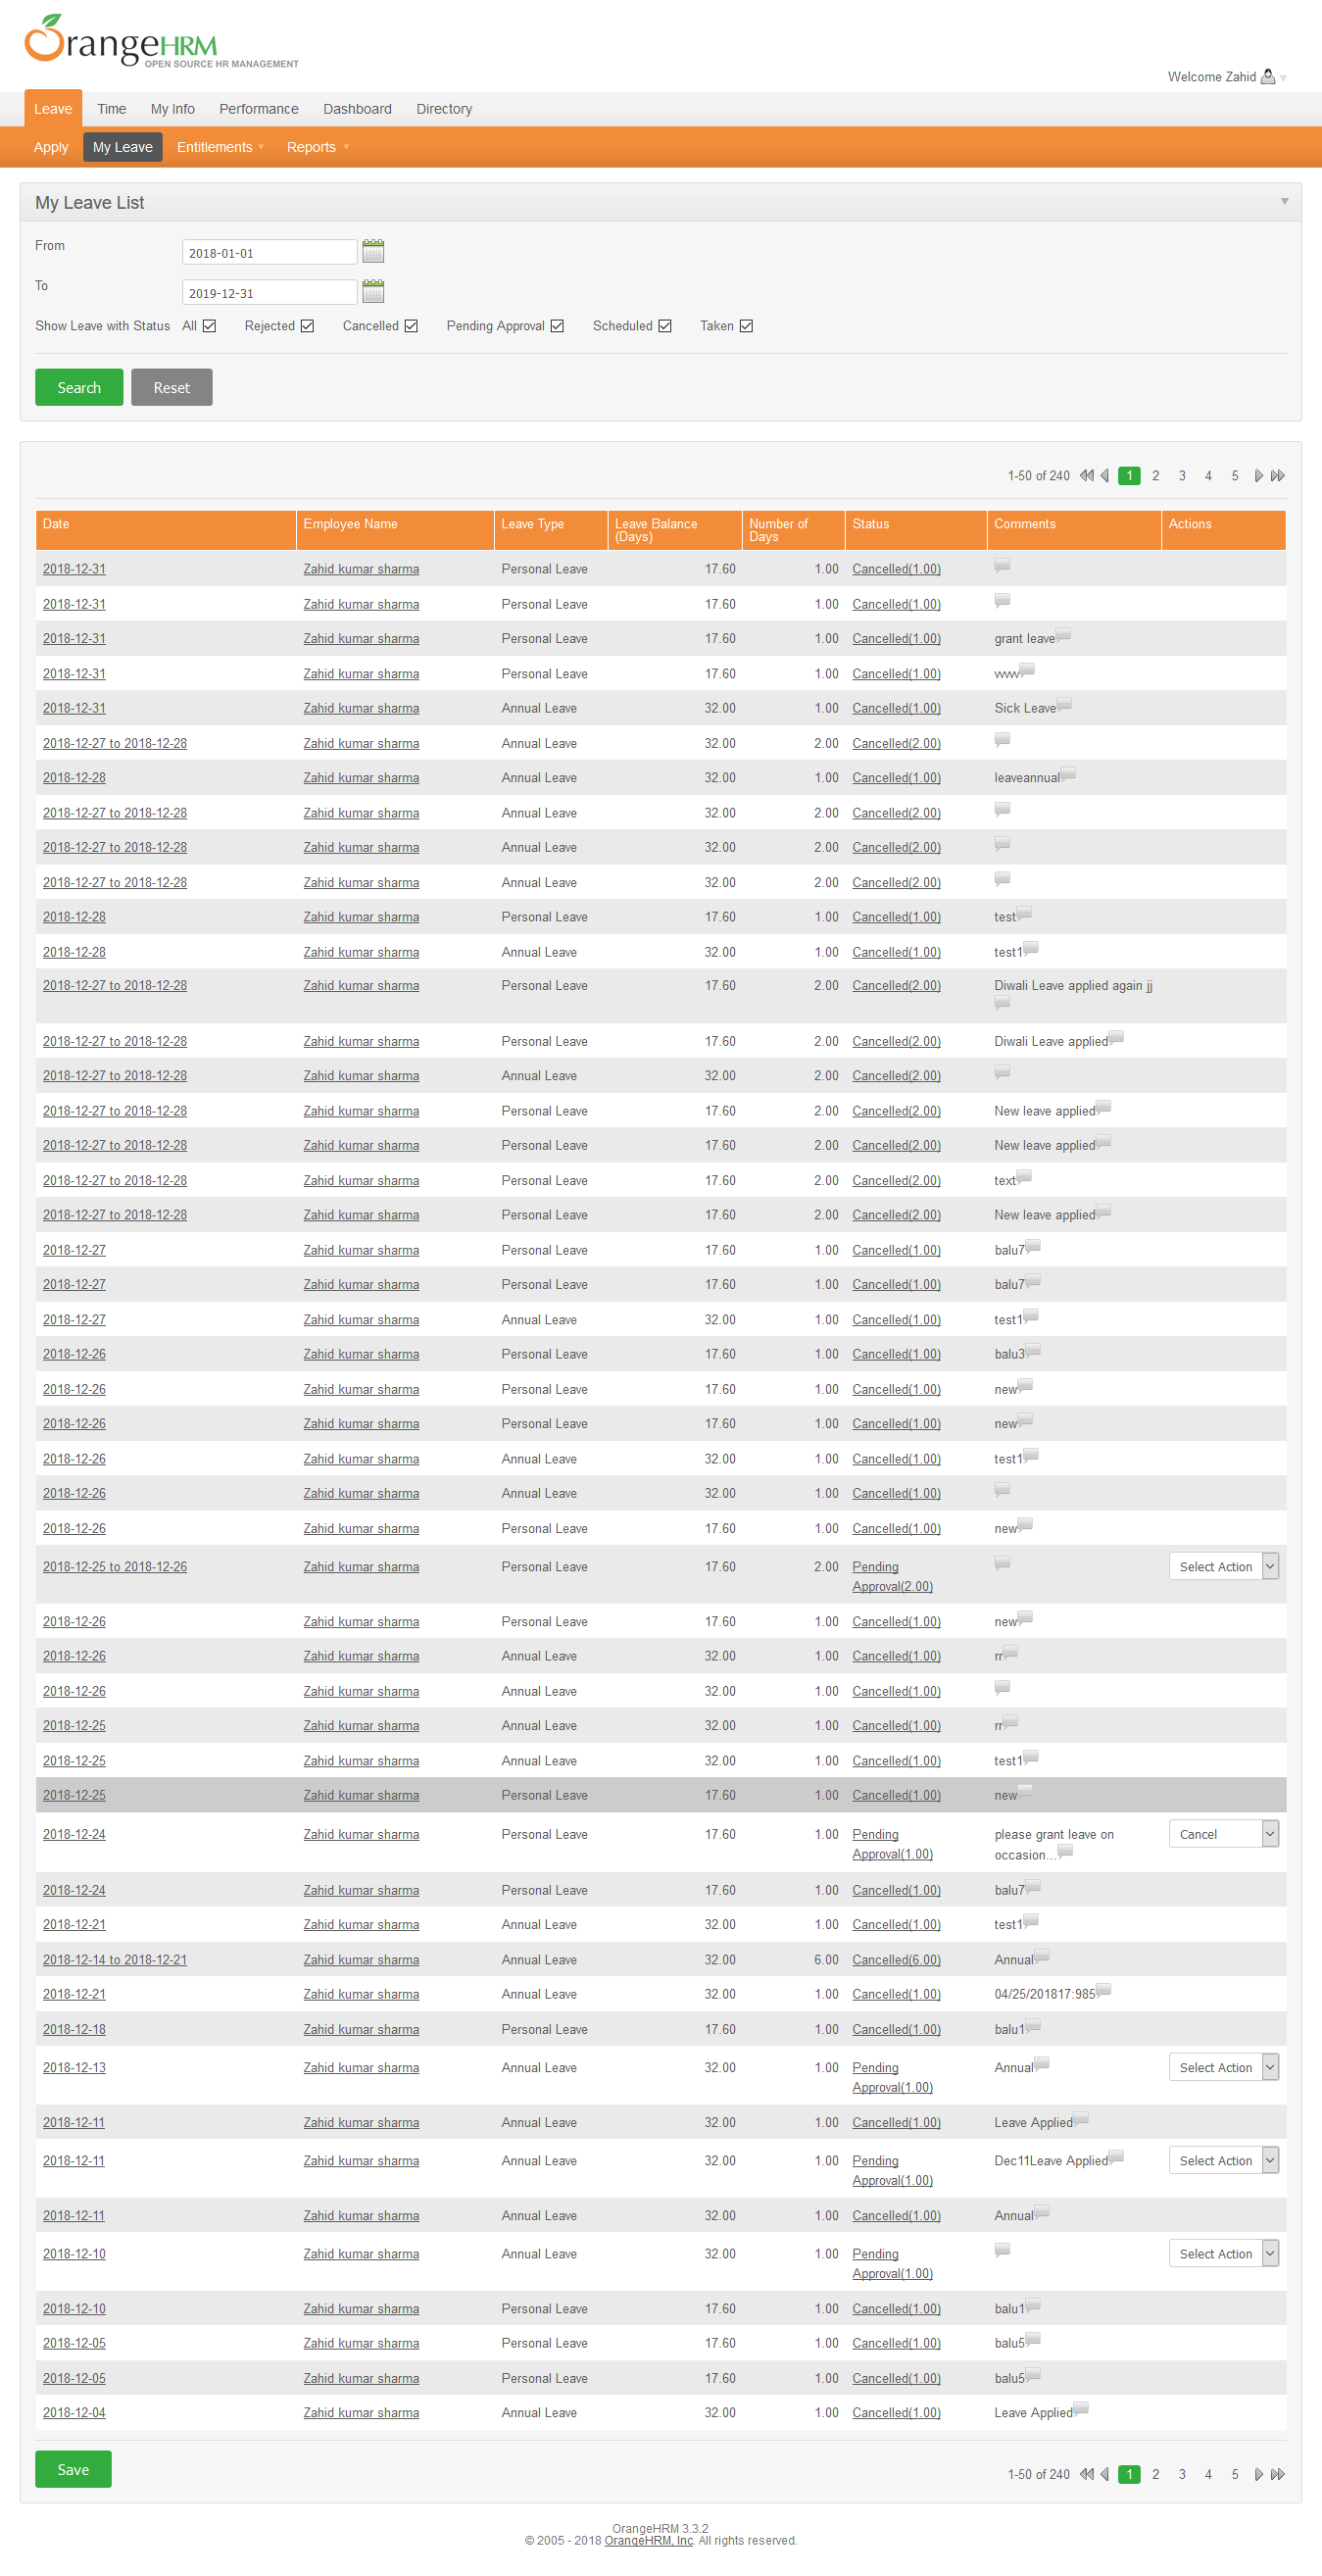 OrangeHRM
OPEN SOURCE HR MANAGEMENT
Welcome Zahid
Leave Time My Info Performance Dashboard Directory
Apply My Leave Entitlements Reports
My Leave List
From 2018-01-01
To 2019-12-31
Show Leave with Status All Rejected Cancelled Pending Approval Scheduled Taken
Search Reset
1-50 of 240 1 2 3 4 5
Date Employee Name Leave Type Leave Balance (Days) Number of Days Status Comments Actions
2018-12-31 Zahid kumar sharma Personal Leave 17.60 1.00 Cancelled(1.00)
2018-12-31 Zahid kumar sharma Personal Leave 17.60 1.00 Cancelled(1.00)
2018-12-31 Zahid kumar sharma Personal Leave 17.60 1.00 Cancelled(1.00) grant leave
2018-12-31 Zahid kumar sharma Personal Leave 17.60 1.00 Cancelled(1.00)
2018-12-31 Zahid kumar sharma Annual Leave 32.00 1.00 Cancelled(1.00) Sick Leave
2018-12-27 to 2018-12-28 Zahid kumar sharma Annual Leave 32.00 2.00 Cancelled(2.00)
2018-12-28 Zahid kumar sharma Annual Leave 32.00 1.00 Cancelled(1.00) leaveannual
2018-12-27 to 2018-12-28 Zahid kumar sharma Annual Leave 32.00 2.00 Cancelled(2.00)
2018-12-27 to 2018-12-28 Zahid kumar sharma Annual Leave 32.00 2.00 Cancelled(2.00)
2018-12-27 to 2018-12-28 Zahid kumar sharma Annual Leave 32.00 2.00 Cancelled(2.00)
2018-12-28 Zahid kumar sharma Personal Leave 17.60 1.00 Cancelled(1.00) test
2018-12-28 Zahid kumar sharma Annual Leave 32.00 1.00 Cancelled(1.00) test1
2018-12-27 to 2018-12-28 Zahid kumar sharma Personal Leave 17.60 2.00 Cancelled(2.00) Diwali Leave applied again jj
2018-12-27 to 2018-12-28 Zahid kumar sharma Personal Leave 17.60 2.00 Cancelled(2.00) Diwali Leave applied
2018-12-27 to 2018-12-28 Zahid kumar sharma Annual Leave 32.00 2.00 Cancelled(2.00)
2018-12-27 to 2018-12-28 Zahid kumar sharma Personal Leave 17.60 2.00 Cancelled(2.00) New leave applied
2018-12-27 to 2018-12-28 Zahid kumar sharma Personal Leave 17.60 2.00 Cancelled(2.00) New leave applied
2018-12-27 to 2018-12-28 Zahid kumar sharma Personal Leave 17.60 2.00 Cancelled(2.00) text
2018-12-27 to 2018-12-28 Zahid kumar sharma Personal Leave 17.60 2.00 Cancelled(2.00) New leave applied
2018-12-27 Zahid kumar sharma Personal Leave 17.60 1.00 Cancelled(1.00) balu7
2018-12-27 Zahid kumar sharma Personal Leave 17.60 1.00 Cancelled(1.00) balu7
2018-12-27 Zahid kumar sharma Annual Leave 32.00 1.00 Cancelled(1.00) test1
2018-12-26 Zahid kumar sharma Personal Leave 17.60 1.00 Cancelled(1.00) balu3
2018-12-26 Zahid kumar sharma Personal Leave 17.60 1.00 Cancelled(1.00) new
2018-12-26 Zahid kumar sharma Personal Leave 17.60 1.00 Cancelled(1.00) new
2018-12-26 Zahid kumar sharma Annual Leave 32.00 1.00 Cancelled(1.00) test1
2018-12-26 Zahid kumar sharma Annual Leave 32.00 1.00 Cancelled(1.00)
2018-12-26 Zahid kumar sharma Personal Leave 17.60 1.00 Cancelled(1.00) new
2018-12-25 to 2018-12-26 Zahid kumar sharma Personal Leave 17.60 2.00 Pending Approval(2.00) Select Action
2018-12-26 Zahid kumar sharma Personal Leave 17.60 1.00 Cancelled(1.00) new
2018-12-26 Zahid kumar sharma Annual Leave 32.00 1.00 Cancelled(1.00) rr
2018-12-26 Zahid kumar sharma Annual Leave 32.00 1.00 Cancelled(1.00)
2018-12-25 Zahid kumar sharma Annual Leave 32.00 1.00 Cancelled(1.00) rr
2018-12-25 Zahid kumar sharma Annual Leave 32.00 1.00 Cancelled(1.00) test1
2018-12-25 Zahid kumar sharma Personal Leave 17.60 1.00 Cancelled(1.00) new
2018-12-24 Zahid kumar sharma Personal Leave 17.60 1.00 Pending Approval(1.00) please grant leave on occasion... Cancel
2018-12-24 Zahid kumar sharma Personal Leave 17.60 1.00 Cancelled(1.00) balu7
2018-12-21 Zahid kumar sharma Annual Leave 32.00 1.00 Cancelled(1.00) test1
2018-12-14 to 2018-12-21 Zahid kumar sharma Annual Leave 32.00 6.00 Cancelled(6.00) Annual
2018-12-21 Zahid kumar sharma Annual Leave 32.00 1.00 Cancelled(1.00) 04/25/201817:985
2018-12-18 Zahid kumar sharma Personal Leave 17.60 1.00 Cancelled(1.00) balu1
2018-12-13 Zahid kumar sharma Annual Leave 32.00 1.00 Pending Approval(1.00) Annual Select Action
2018-12-11 Zahid kumar sharma Annual Leave 32.00 1.00 Cancelled(1.00) Leave Applied
2018-12-11 Zahid kumar sharma Annual Leave 32.00 1.00 Pending Approval(1.00) Dec11Leave Applied Select Action
2018-12-11 Zahid kumar sharma Annual Leave 32.00 1.00 Cancelled(1.00) Annual
2018-12-10 Zahid kumar sharma Annual Leave 32.00 1.00 Pending Approval(1.00) Select Action
2018-12-10 Zahid kumar sharma Personal Leave 17.60 1.00 Cancelled(1.00) balu1
2018-12-05 Zahid kumar sharma Personal Leave 17.60 1.00 Cancelled(1.00) balu5
2018-12-05 Zahid kumar sharma Personal Leave 17.60 1.00 Cancelled(1.00) balu5
2018-12-04 Zahid kumar sharma Annual Leave 32.00 1.00 Cancelled(1.00) Leave Applied
Save 1-50 of 240 1 2 3 4 5
OrangeHRM 3.3.2
© 2005 - 2018 OrangeHRM, Inc. All rights reserved.